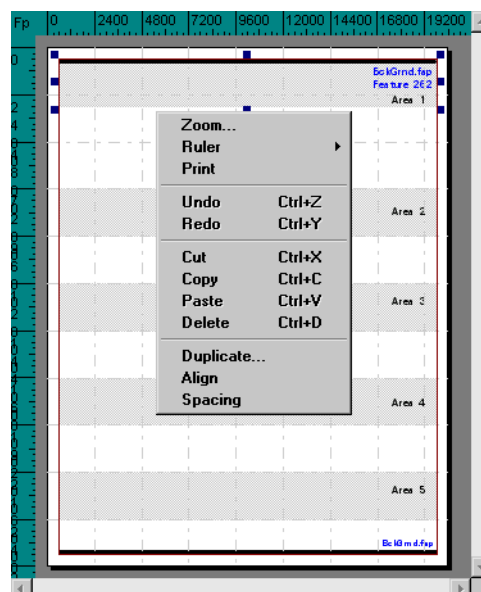 Fp 0 2400 4800 7200 9600 12000 14400 16800 19200
BckGrnd.fap
Feature 262
Area 1
Zoom...
Ruler
Print
Undo Ctrl+Z
Redo Ctrl+Y
Area 2
Cut Ctrl+X
Copy Ctrl+C
Paste Ctrl+V
Area 3
Delete Ctrl+D
Duplicate...
Align
Spacing
Area 4
Area 5
BckGrnd.fap